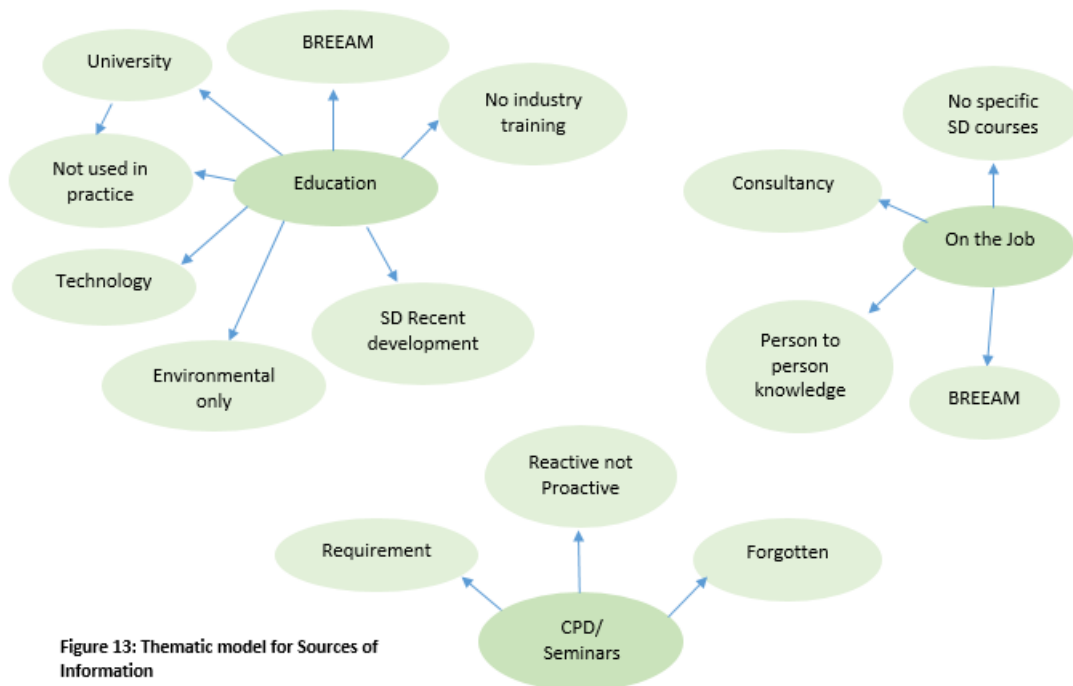 BREEAM
University
No industry
training
Not used in
practice
Education
Technology
SD Recent
development
Environmental
only
No specific
SD courses
Consultancy
On the Job
Person to
person
knowledge
BREEAM
Reactive not
Proactive
Requirement
Forgotten
CPD/
Seminars
Figure 13: Thematic model for Sources of
Information